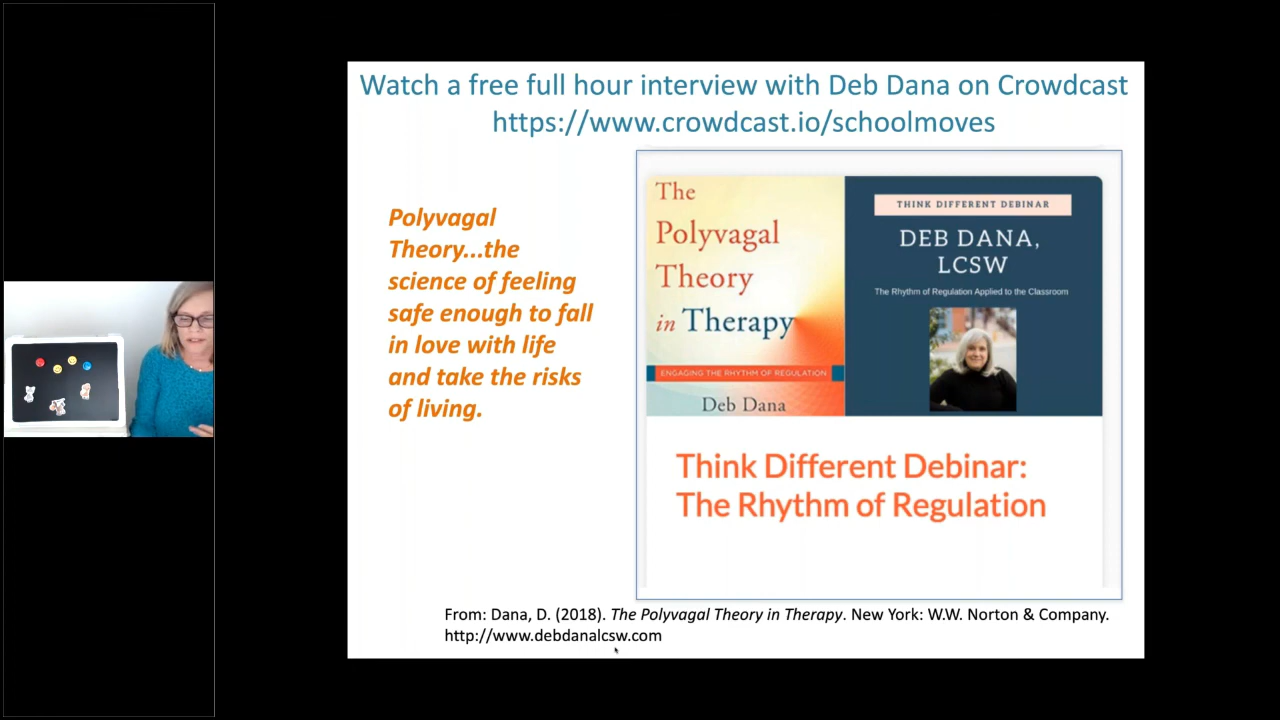 Watch a free full hour interview with Deb Dana on Crowdcast
https://www.crowdcast.io/schoolmoves
Polyvagal
Theory...the
science of feeling
safe enough to fall
in love with life
and take the risks
of living.
The
Polyvagal
Theory
in Therapy
ENGAGING THE RHYTHM OF REGULATION
Deb Dana
THINK DIFFERENT DEBINAR
DEB DANA,
LCSW
The Rhythm of Regulation Applied to the Classroom
Think Different Debinar:
The Rhythm of Regulation
From: Dana, D. (2018). The Polyvagal Theory in Therapy. New York: W.W. Norton & Company.
http://www.debdanalcsw.com